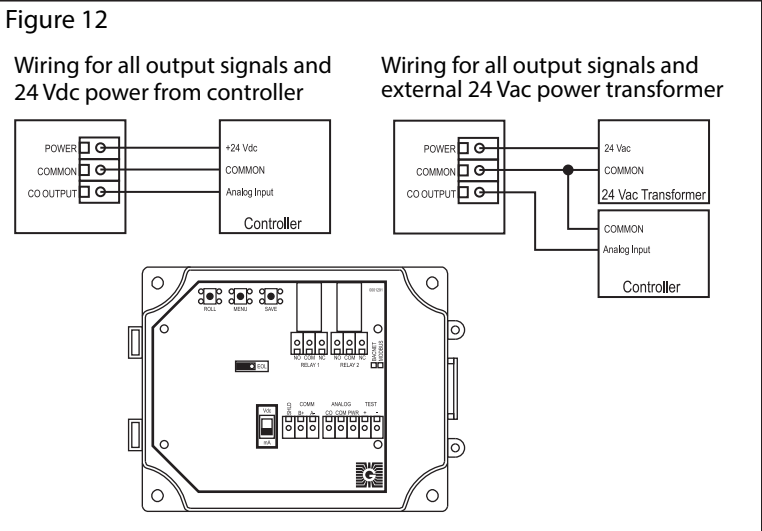 Figure 12
Wiring for all output signals and
24 Vdc power from controller
POWER
COMMON
CO OUTPUT
+24 Vdc
COMMON
Analog Input
Controller
Wiring for all output signals and
external 24 Vac power transformer
POWER
COMMON
CO OUTPUT
24 Vac
COMMON
24 Vac Transformer
COMMON
Analog Input
Controller
ROLL MENU SAVE
NO COM NC NO COM NC
RELAY 1 RELAY 2
BACNET
MODBUS
EOL
Vdc
mA
COMM ANALOG TEST
SHLD B+ A- CO COM PWR + -
G